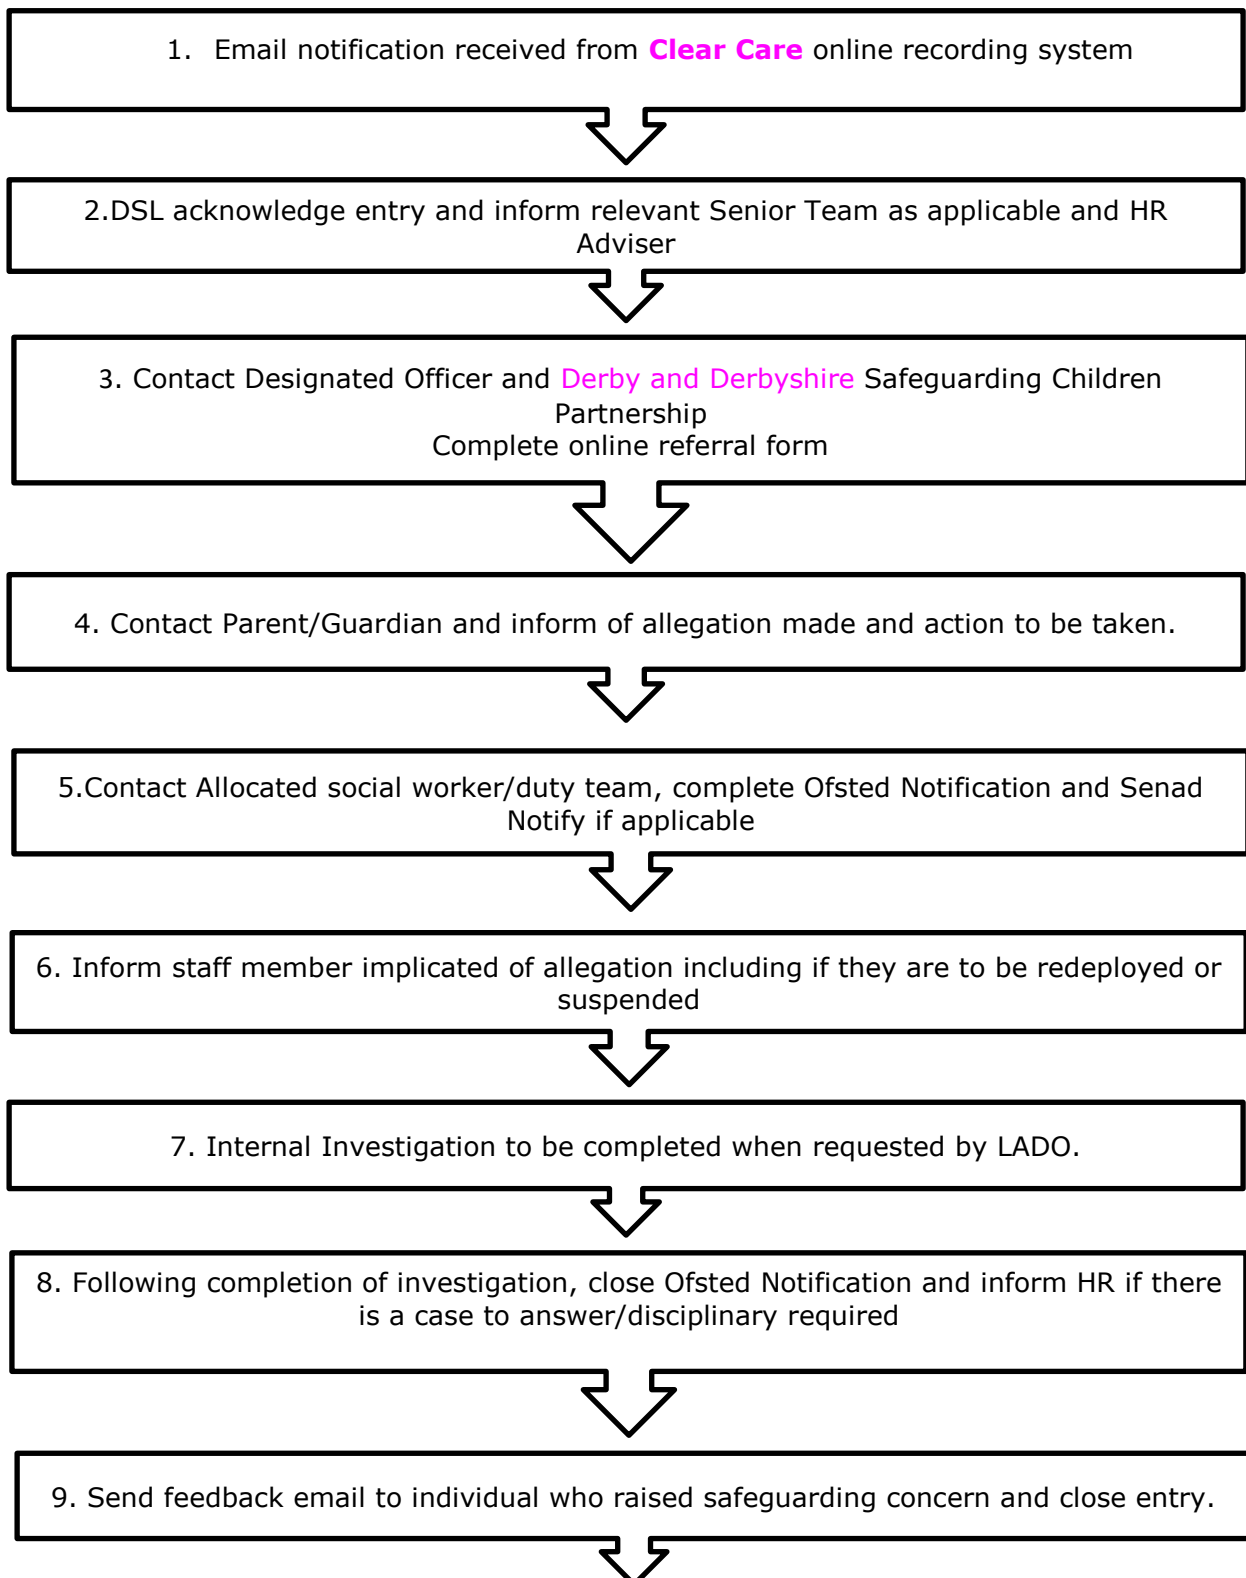 1. Email notification received from Clear Care online recording system
2.DSL acknowledge entry and inform relevant Senior Team as applicable and HR
Adviser
3. Contact Designated Officer and Derby and Derbyshire Safeguarding Children
Partnership
Complete online referral form
4. Contact Parent/Guardian and inform of allegation made and action to be taken.
5.Contact Allocated social worker/duty team, complete Ofsted Notification and Senad
Notify if applicable
6. Inform staff member implicated of allegation including if they are to be redeployed or
suspended
7. Internal Investigation to be completed when requested by LADO.
8. Following completion of investigation, close Ofsted Notification and inform HR if there
is a case to answer/disciplinary required
9. Send feedback email to individual who raised safeguarding concern and close entry.